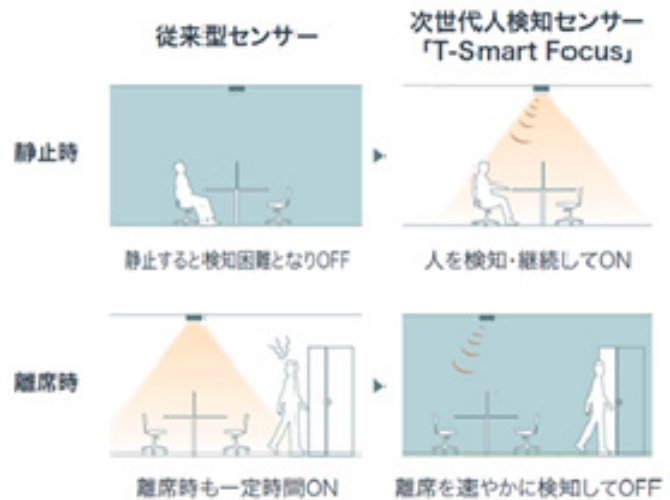 従来型センサー
次世代人検知センサー
「T-Smart Focus」
静止時
静止すると検知困難となりOFF
人を検知・継続してON
離席時
離席時も一定時間ON
離席を速やかに検知してOFF